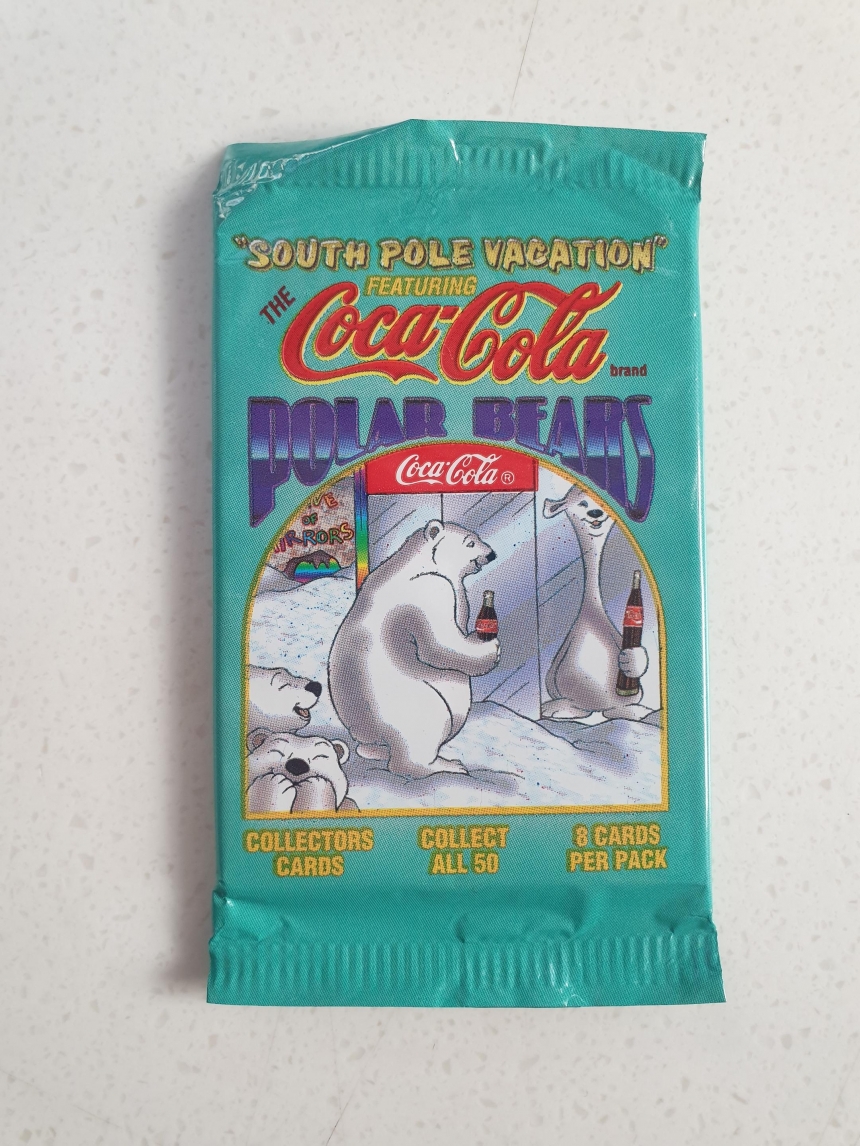 "SOUTH POLE VACATION"
FEATURING
THE Coca-Cola brand
POLAR BEARS
Coca-Cola ®
OF
MIRRORS
COLLECTORS CARDS
COLLECT ALL 50
8 CARDS PER PACK